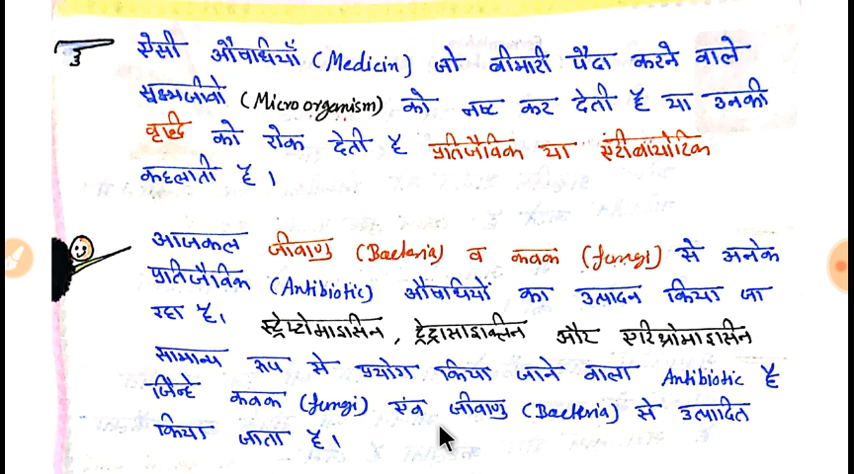 ऐसी औषधियाँ (Medicin) जो बीमारी पैदा करने वाले
सूक्ष्मजीवो (Micro organism) को नष्ट कर देती है या उनकी
वृद्धि को रोक देती है प्रतिजैविक या एंटीबायोटिक
कहलाती है।
आजकल जीवाणु (Bacteria) व कवक (fungi) से अनेक
प्रतिजैविक (Antibiotic) औषधियों का उत्पादन किया जा
रहा है। स्ट्रेप्टोमाइसिन, ट्रेट्रासाइक्लीन और एरिथ्रोमाइसिन
सामान्य रूप से प्रयोग किया जाने वाला Antibiotic है
जिन्हे कवक (fungi) एंव जीवाणु (Bacteria) से उत्पादित
किया जाता है।